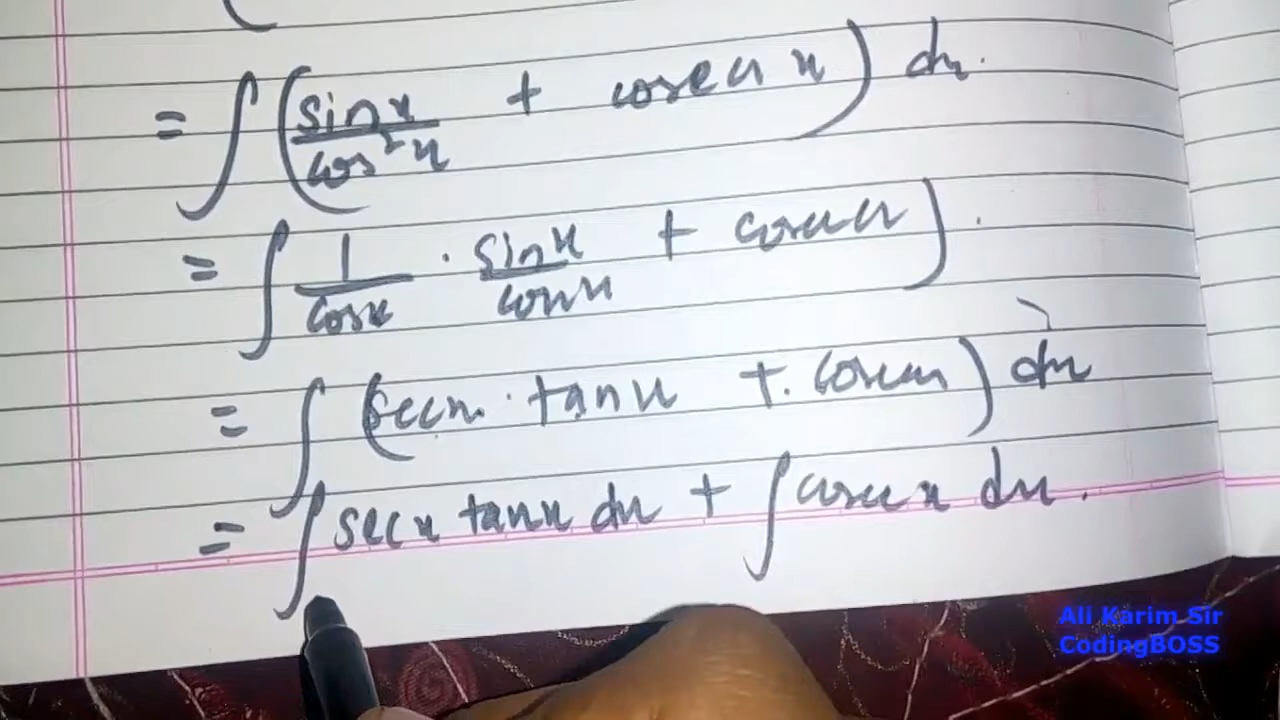 = ∫ ( sin x / cos² x + cosec x ) dx.
= ∫ 1 / cos x · sin x / cos x + cosec x ) .
= ∫ ( sec x · tan x + . cosec x ) dx
= ∫ sec x tan x dx + ∫ cosec x dx .
Ali Karim Sir
CodingBOSS